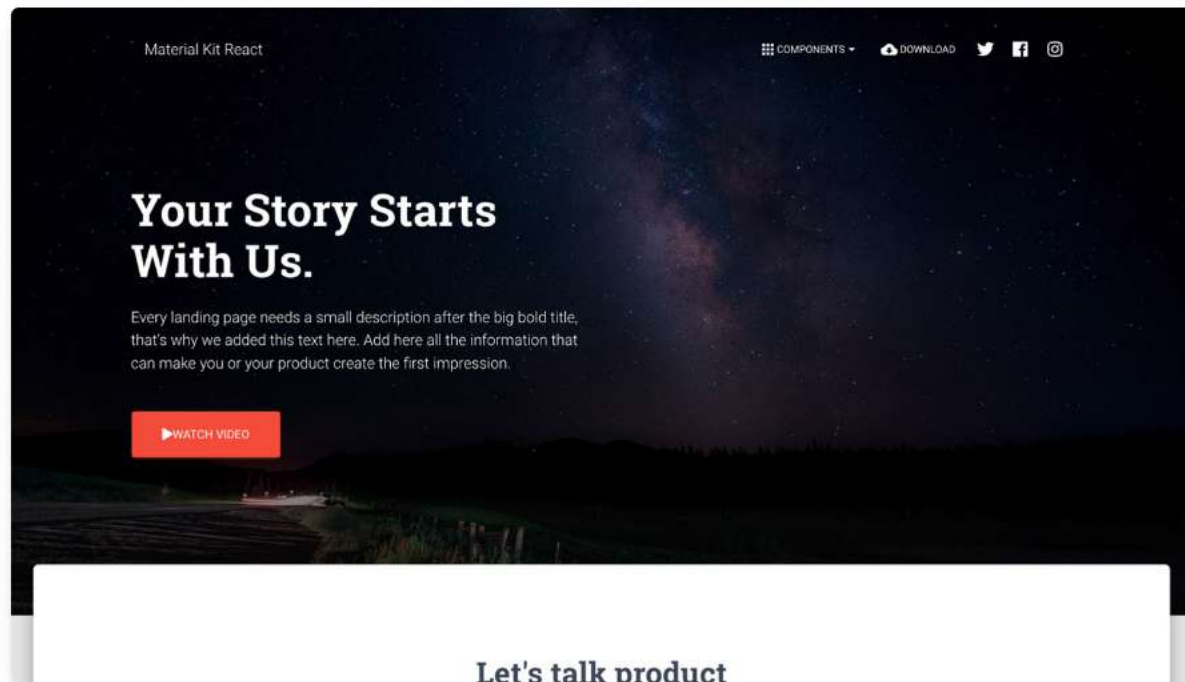 Material Kit React
COMPONENTS
DOWNLOAD
Your Story Starts
With Us.
Every landing page needs a small description after the big bold title,
that's why we added this text here. Add here all the information that
can make you or your product create the first impression.
WATCH VIDEO
Let's talk product